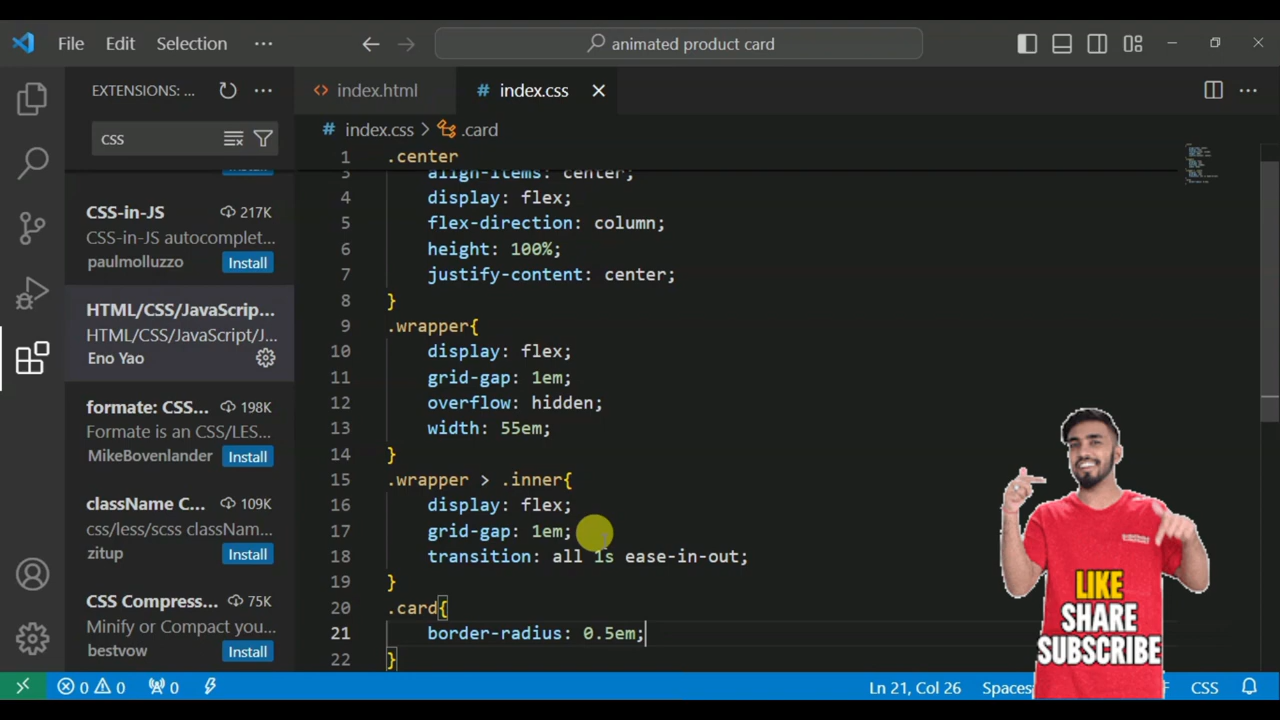 File Edit Selection ···
animated product card
EXTENSIONS: ...
index.html
index.css
css
index.css > .card
Install
CSS-in-JS 217K
CSS-in-JS autocomplet...
paulmolluzzo Install
HTML/CSS/JavaScrip...
HTML/CSS/JavaScript/J...
Eno Yao
formate: CSS... 198K
Formate is an CSS/LES...
MikeBovenlander Install
className C... 109K
css/less/scss classNam...
zitup Install
CSS Compress... 75K
Minify or Compact you...
bestvow Install
1 .center
3 align-items: center;
4 display: flex;
5 flex-direction: column;
6 height: 100%;
7 justify-content: center;
8 }
9 .wrapper{
10 display: flex;
11 grid-gap: 1em;
12 overflow: hidden;
13 width: 55em;
14 }
15 .wrapper > .inner{
16 display: flex;
17 grid-gap: 1em;
18 transition: all 1s ease-in-out;
19 }
20 .card{
21 border-radius: 0.5em;
22 }
LIKE
SHARE
SUBSCRIBE
0 0 0 Ln 21, Col 26 Spaces CSS